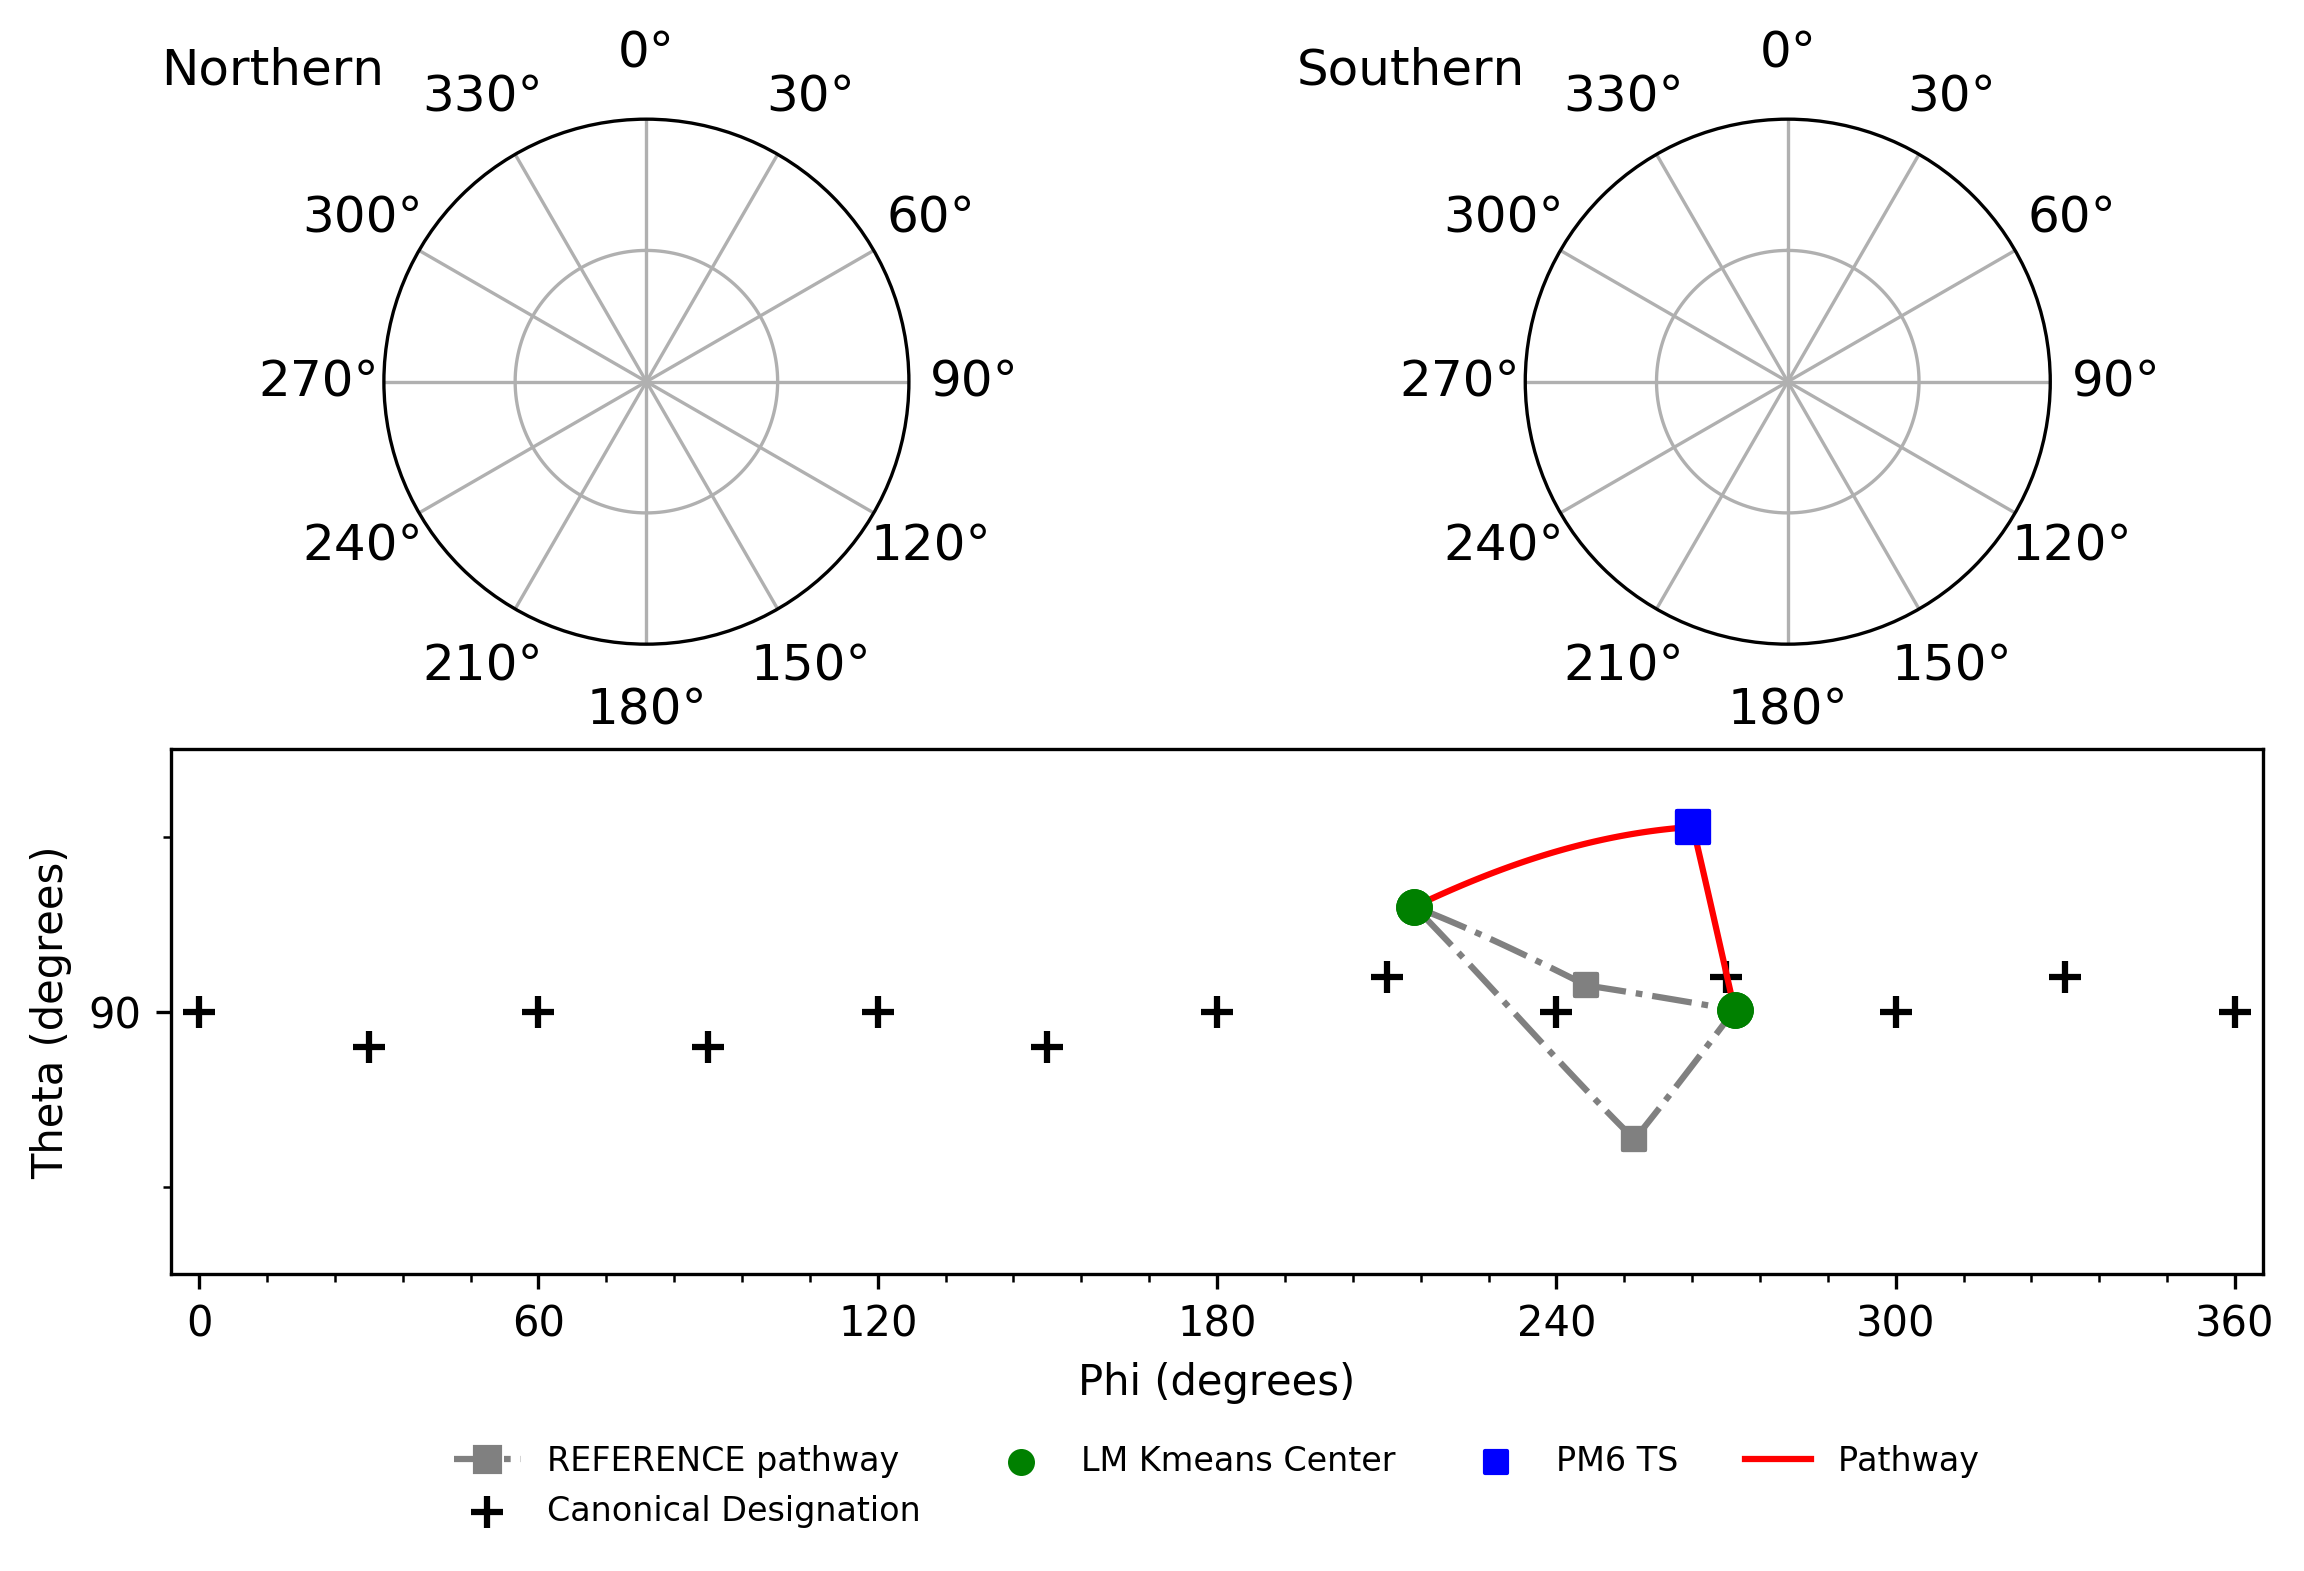 Northern
0°
330°
30°
300°
60°
270°
90°
240°
120°
210°
150°
180°
Southern
0°
330°
30°
300°
60°
270°
90°
240°
120°
210°
150°
180°
Theta (degrees)
90
0 60 120 180 240 300 360
Phi (degrees)
REFERENCE pathway
LM Kmeans Center
PM6 TS
Pathway
Canonical Designation